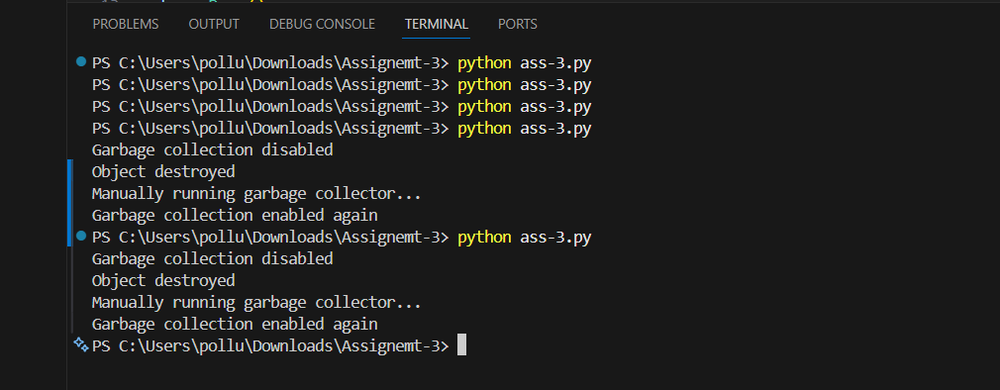 PROBLEMS OUTPUT DEBUG CONSOLE TERMINAL PORTS
PS C:\Users\pollu\Downloads\Assignemt-3> python ass-3.py
PS C:\Users\pollu\Downloads\Assignemt-3> python ass-3.py
PS C:\Users\pollu\Downloads\Assignemt-3> python ass-3.py
PS C:\Users\pollu\Downloads\Assignemt-3> python ass-3.py
Garbage collection disabled
Object destroyed
Manually running garbage collector...
Garbage collection enabled again
PS C:\Users\pollu\Downloads\Assignemt-3> python ass-3.py
Garbage collection disabled
Object destroyed
Manually running garbage collector...
Garbage collection enabled again
PS C:\Users\pollu\Downloads\Assignemt-3>